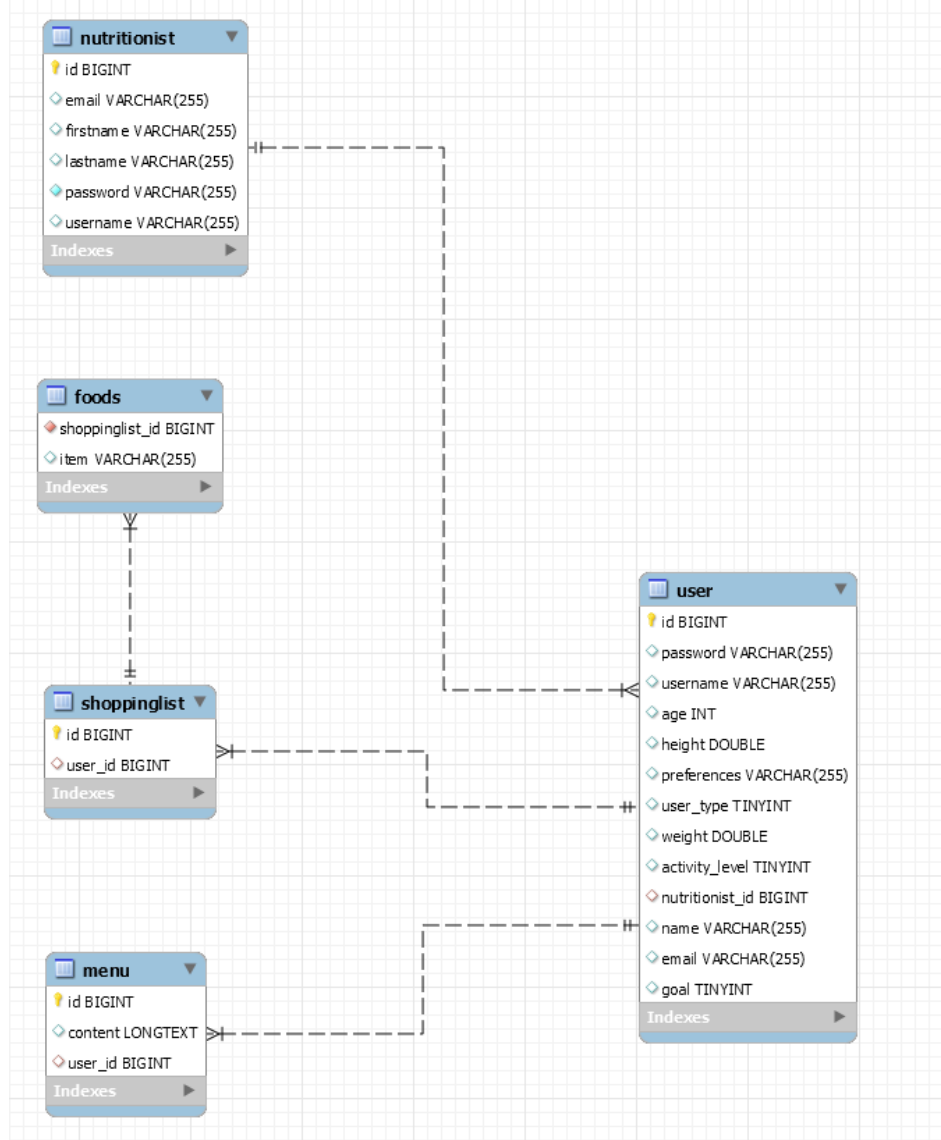 nutritionist
id BIGINT
email VARCHAR(255)
firstname VARCHAR(255)
lastname VARCHAR(255)
password VARCHAR(255)
username VARCHAR(255)
Indexes
foods
shoppinglist_id BIGINT
item VARCHAR(255)
Indexes
shoppinglist
id BIGINT
user_id BIGINT
Indexes
menu
id BIGINT
content LONGTEXT
user_id BIGINT
Indexes
user
id BIGINT
password VARCHAR(255)
username VARCHAR(255)
age INT
height DOUBLE
preferences VARCHAR(255)
user_type TINYINT
weight DOUBLE
activity_level TINYINT
nutritionist_id BIGINT
name VARCHAR(255)
email VARCHAR(255)
goal TINYINT
Indexes